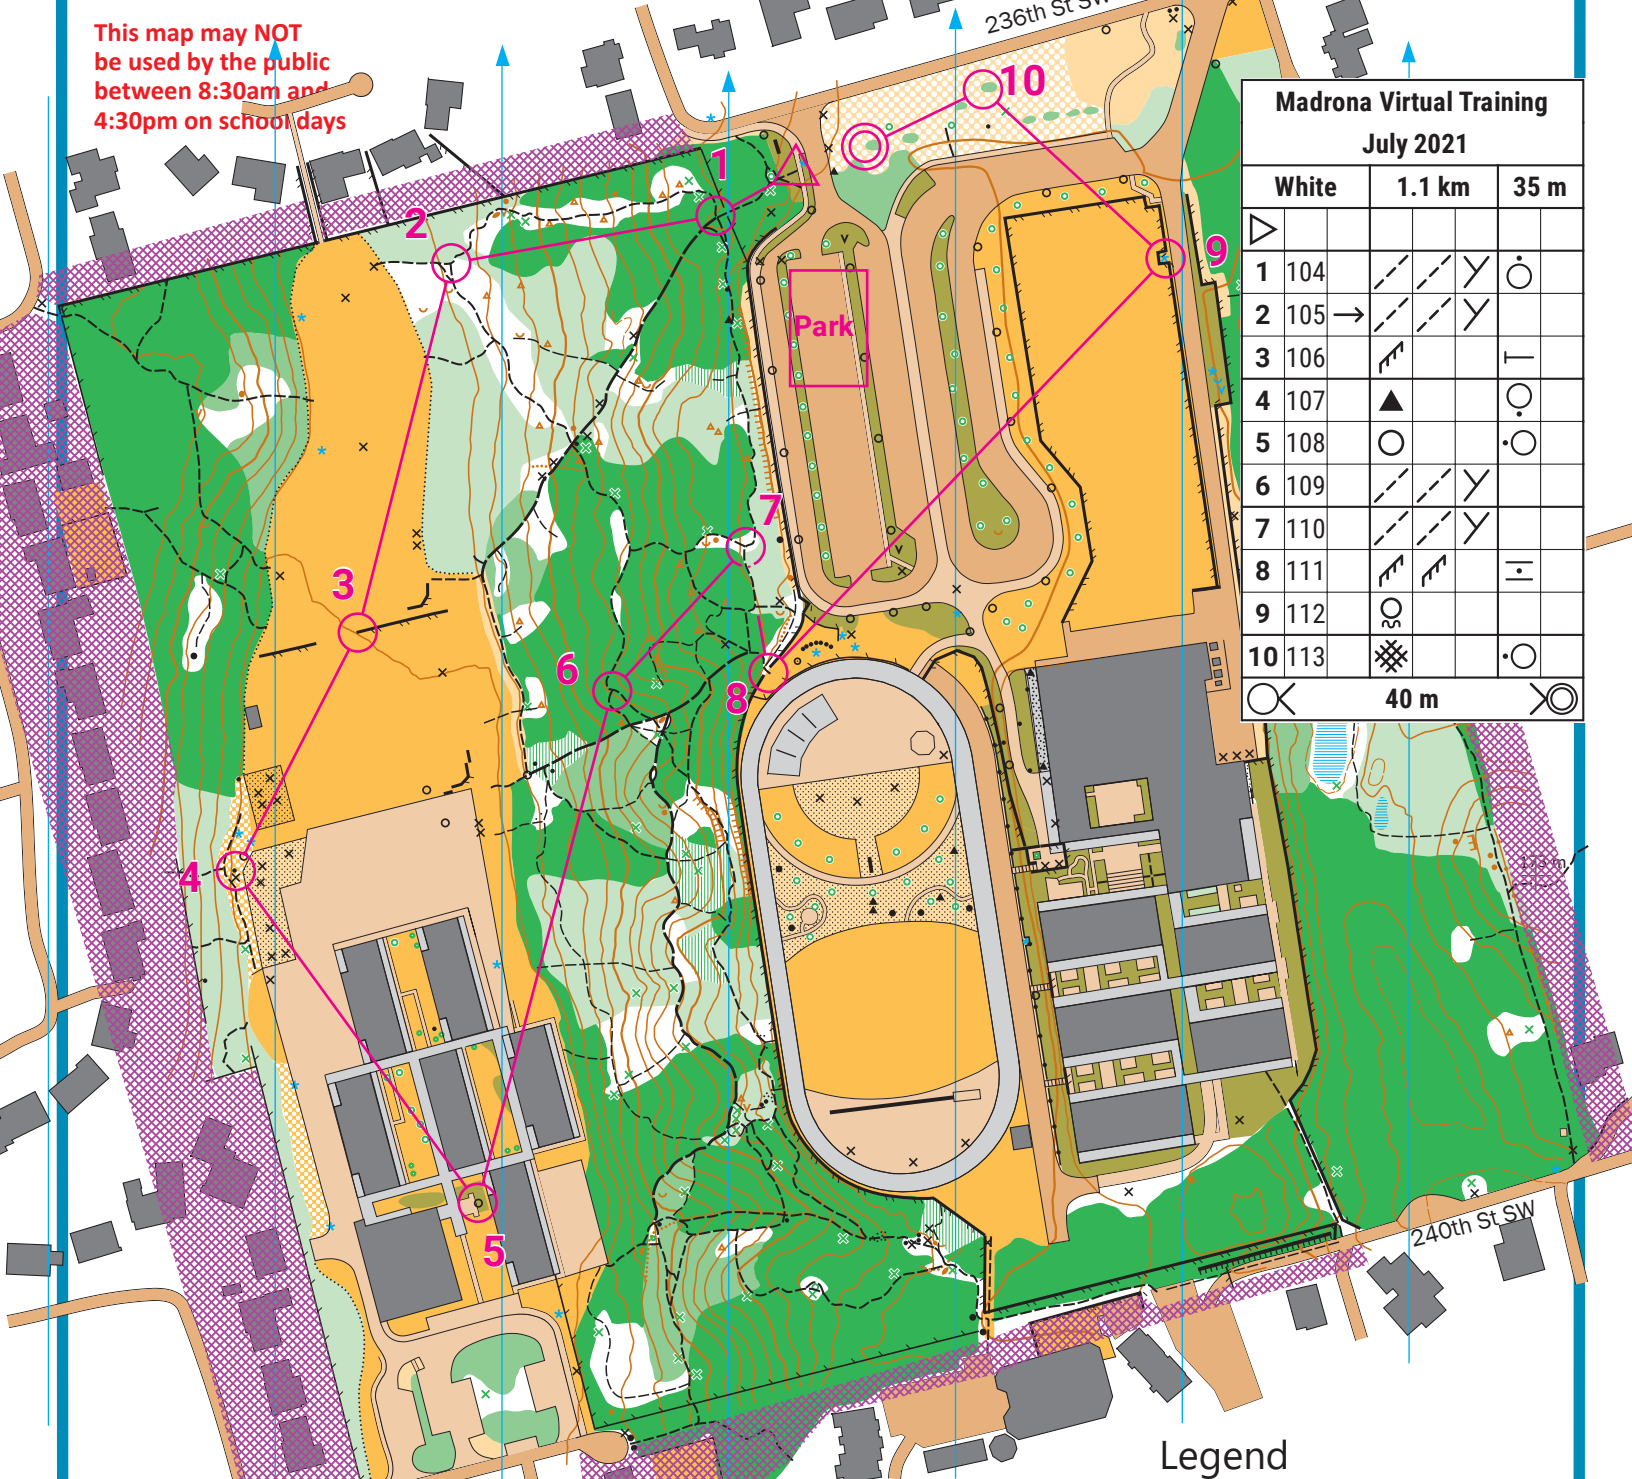 This map may NOT
be used by the public
between 8:30am and
4:30pm on school days
236th St SW
10
1
2
9
Park
3
7
6
8
4
5
Madrona Virtual Training
July 2021
White 1.1 km 35 m
1 104
2 105
3 106
4 107
5 108
6 109
7 110
8 111
9 112
10 113
40 m
240th St SW
Legend